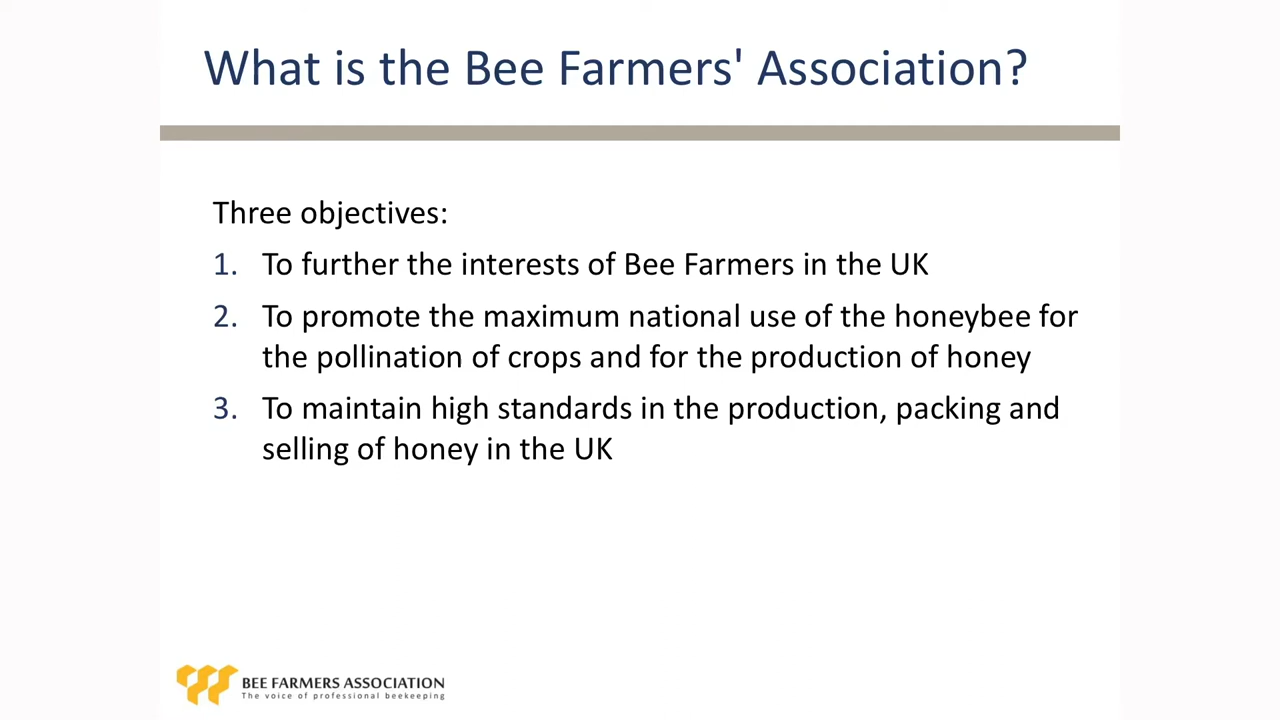 What is the Bee Farmers' Association?
Three objectives:
1. To further the interests of Bee Farmers in the UK
2. To promote the maximum national use of the honeybee for
the pollination of crops and for the production of honey
3. To maintain high standards in the production, packing and
selling of honey in the UK
BEE FARMERS ASSOCIATION
The voice of professional beekeeping